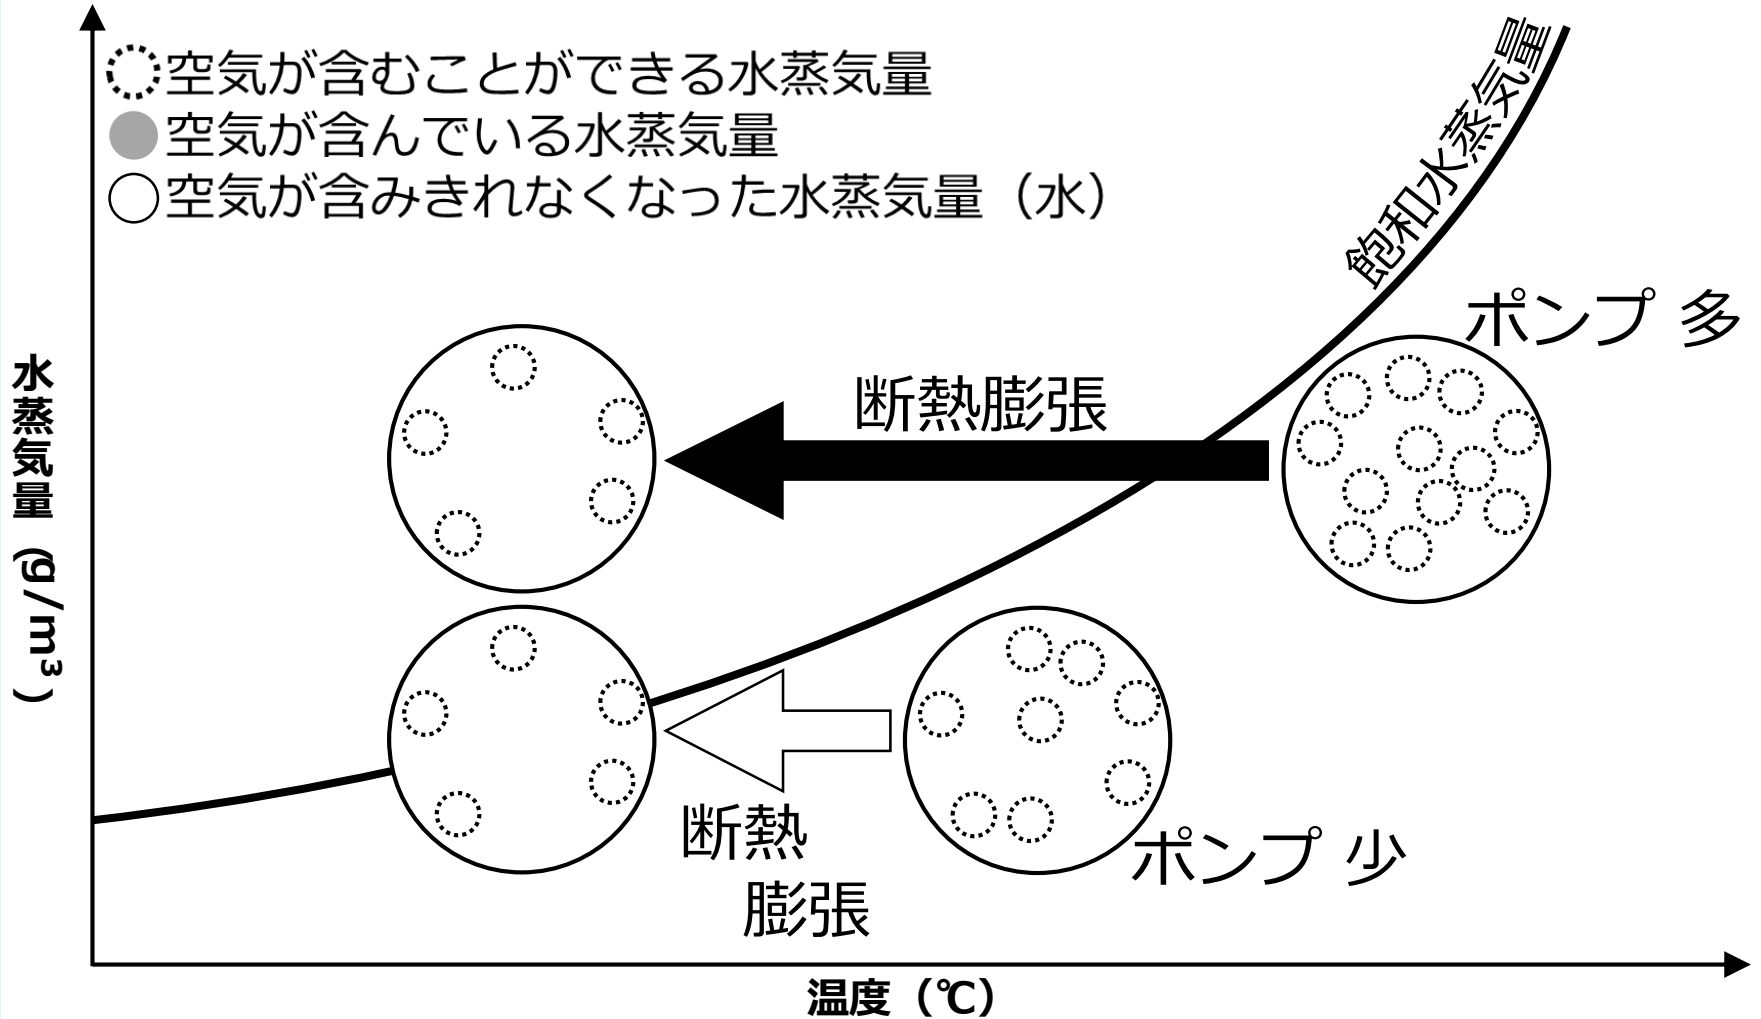 空気が含むことができる水蒸気量
空気が含んでいる水蒸気量
空気が含みきれなくなった水蒸気量（水）
飽和水蒸気量
ポンプ 多
断熱膨張
水蒸気量（g/m³）
断熱
膨張
ポンプ 少
温度（℃）